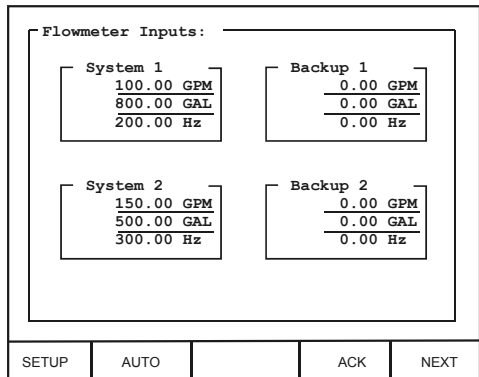 Flowmeter Inputs:
System 1
100.00 GPM
800.00 GAL
200.00 Hz
Backup 1
0.00 GPM
0.00 GAL
0.00 Hz
System 2
150.00 GPM
500.00 GAL
300.00 Hz
Backup 2
0.00 GPM
0.00 GAL
0.00 Hz
SETUP AUTO ACK NEXT